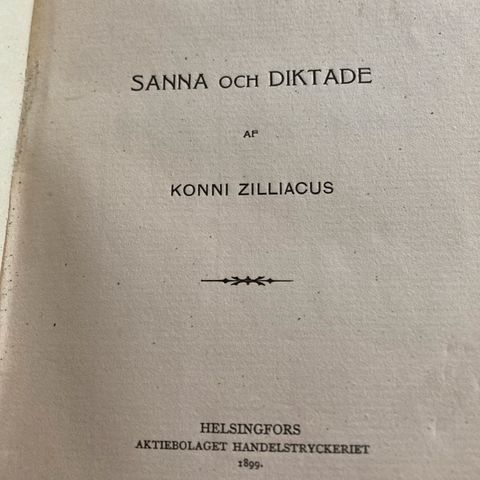 SANNA OCH DIKTADE
AF
KONNI ZILLIACUS
HELSINGFORS
AKTIEBOLAGET HANDELSTRYCKERIET
1899.